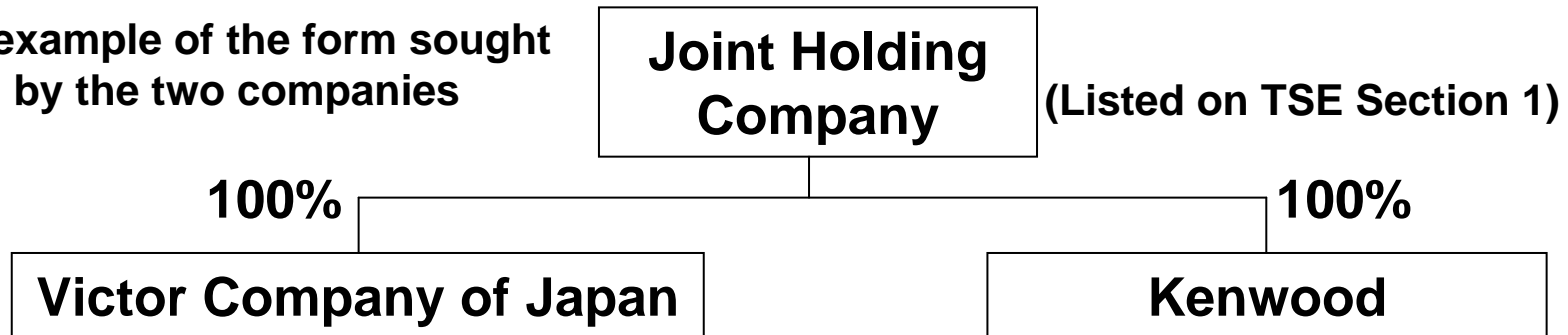 example of the form sought
by the two companies
Joint Holding
Company
(Listed on TSE Section 1)
100%
100%
Victor Company of Japan
Kenwood